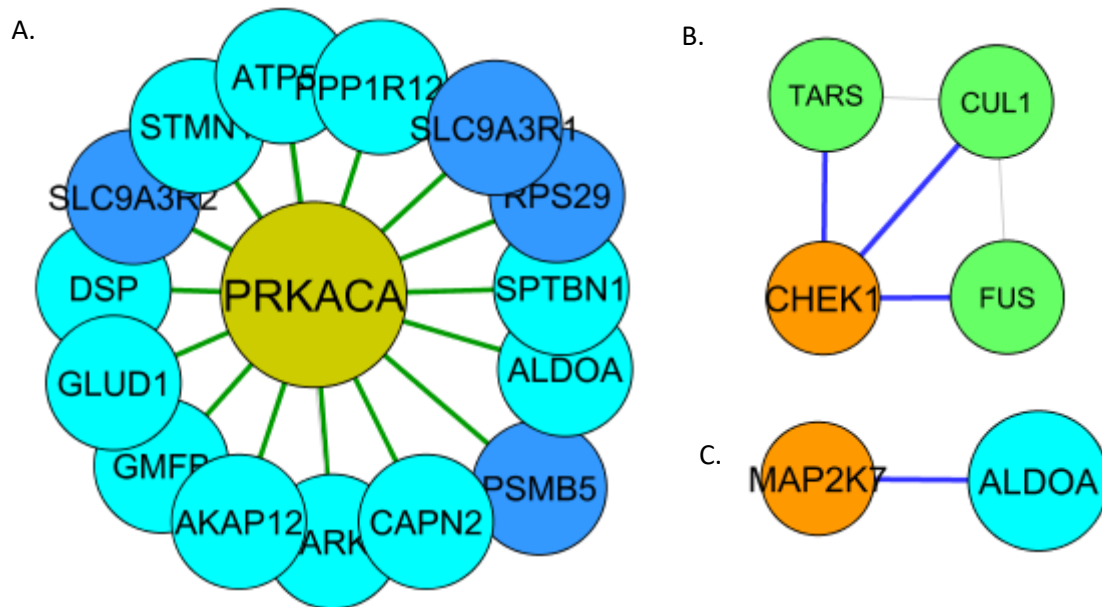 A.
ATP5
PPP1R12
STMN1
SLC9A3R1
SLC9A3R2
RPS29
DSP
PRKACA
SPTBN1
GLUD1
ALDOA
GMFB
PSMB5
AKAP12
ARK
CAPN2
B.
TARS
CUL1
CHEK1
FUS
C.
MAP2K7
ALDOA